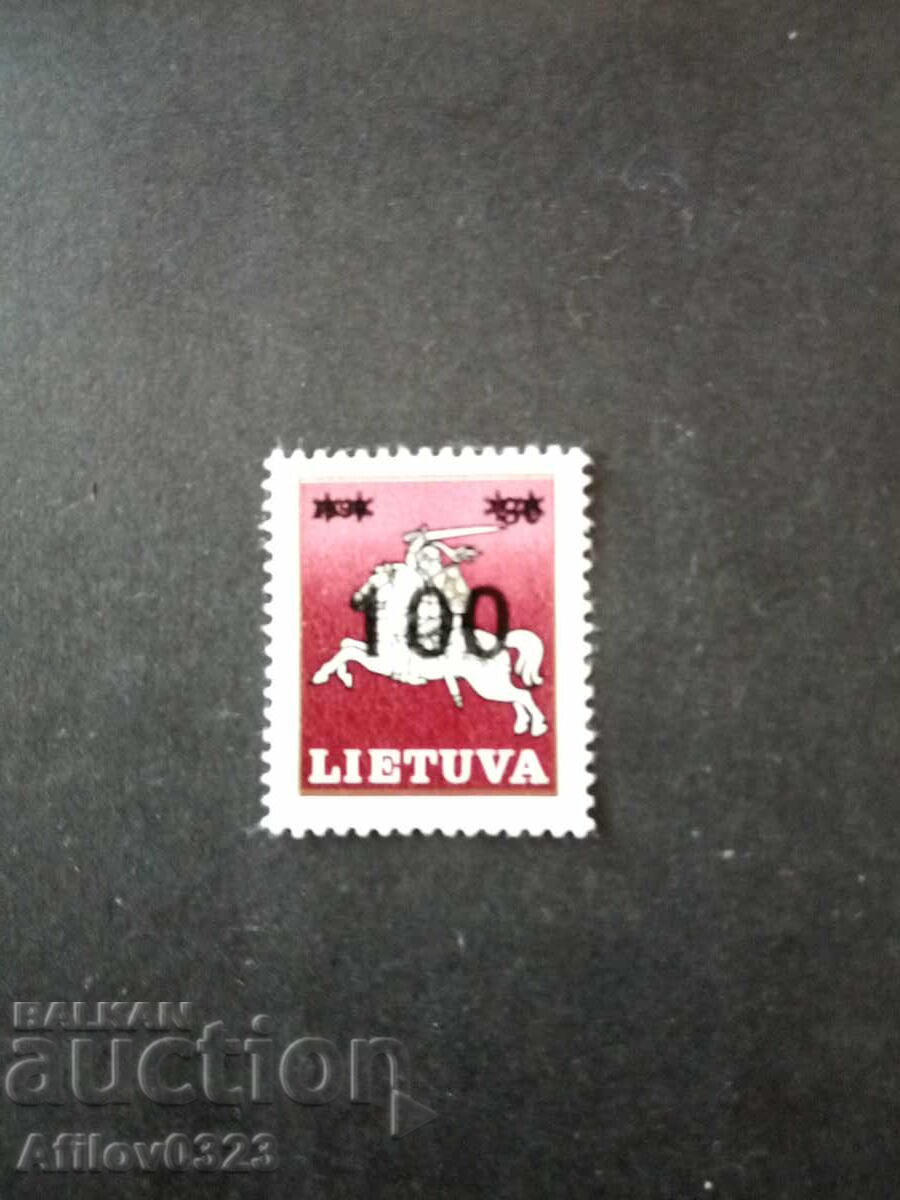 100
LIETUVA
BALKAN
auction
Afilov0323